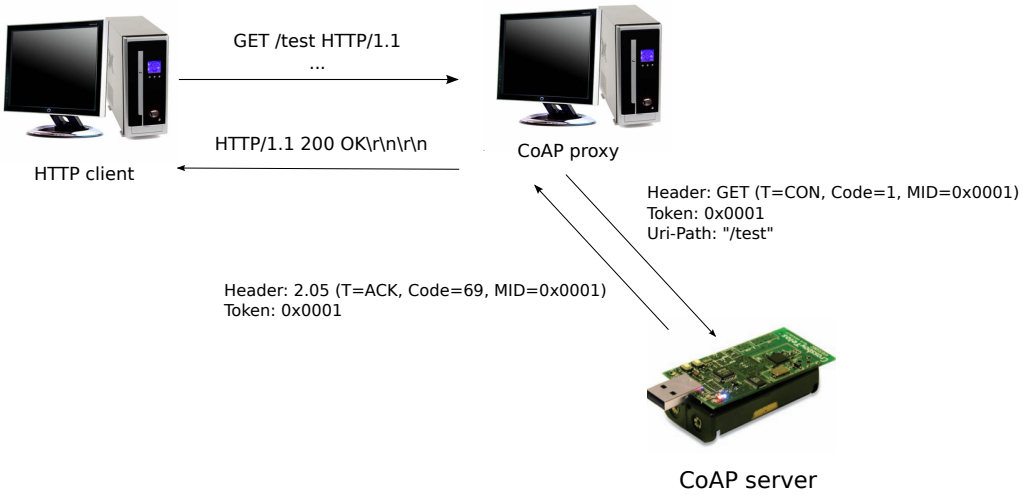 GET /test HTTP/1.1
...
HTTP/1.1 200 OK\r\n\r\n
HTTP client
CoAP proxy
Header: GET (T=CON, Code=1, MID=0x0001)
Token: 0x0001
Uri-Path: "/test"
Header: 2.05 (T=ACK, Code=69, MID=0x0001)
Token: 0x0001
CoAP server